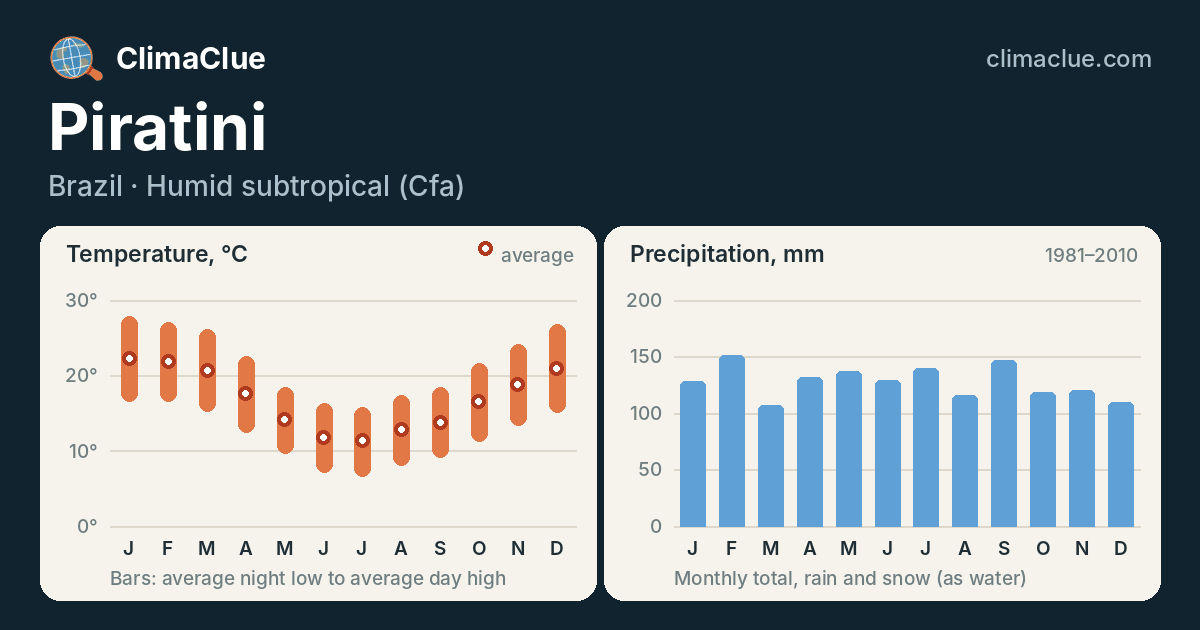 ClimaClue
climaclue.com
Piratini
Brazil · Humid subtropical (Cfa)
Temperature, °C
average
30°
20°
10°
0°
J F M A M J J A S O N D
Bars: average night low to average day high
Precipitation, mm
1981–2010
200
150
100
50
0
J F M A M J J A S O N D
Monthly total, rain and snow (as water)